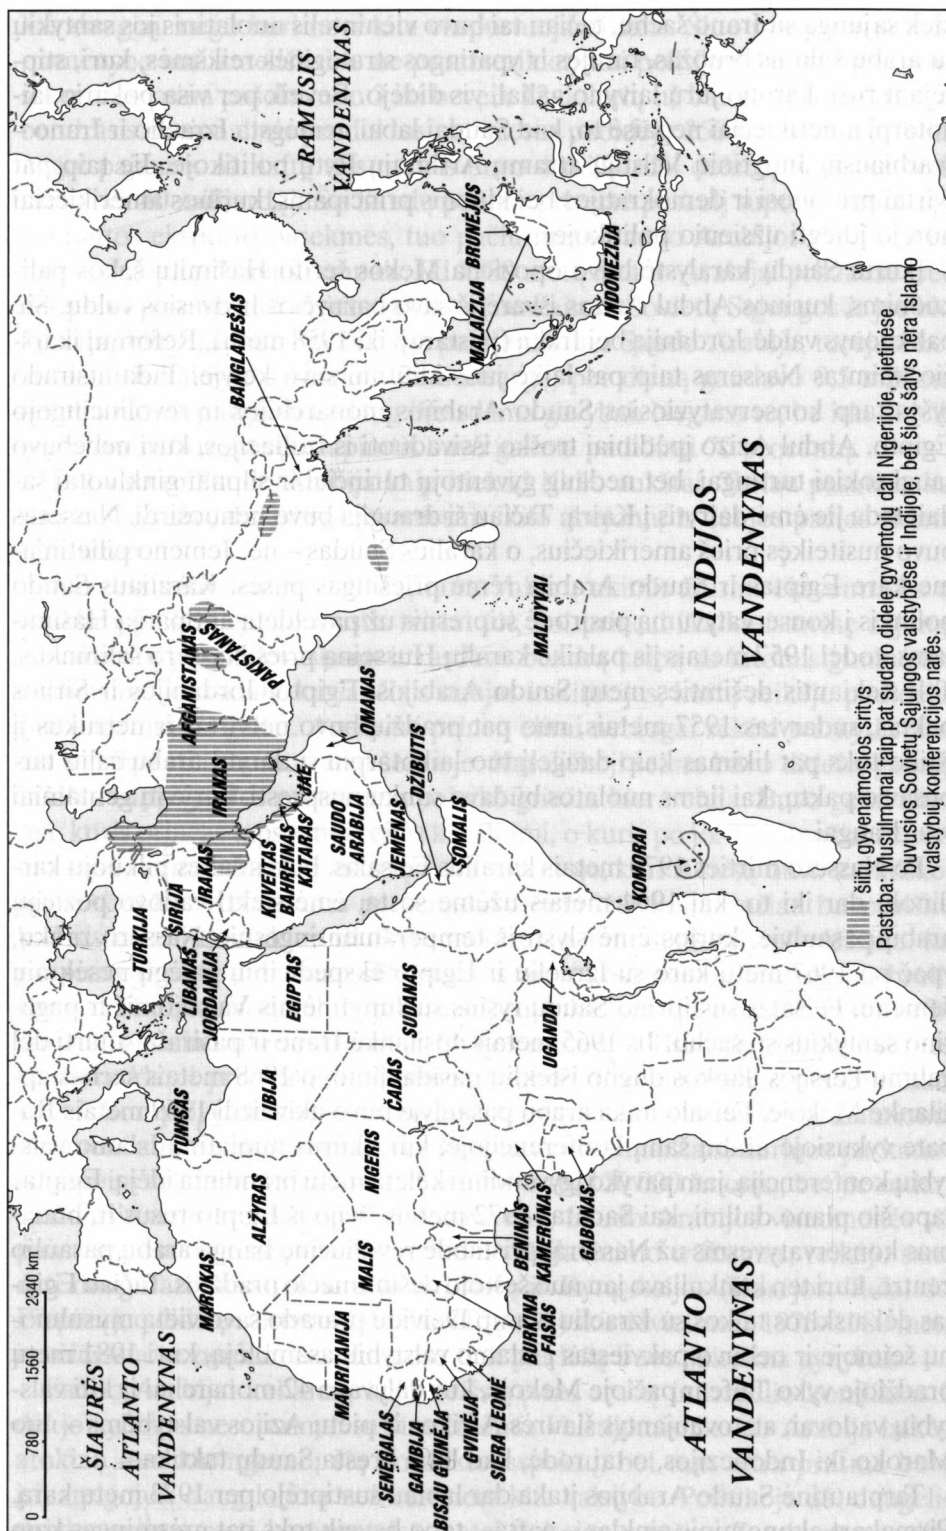 0 780 1560 2340 km
ŠIAURĖS
ATLANTO
VANDENYNAS
RAMUSIS
VANDENYNAS
MAROKAS
ALŽYRAS
TUNISAS
LIBIJA
EGIPTAS
TURKIJA
SIRIJA
LIBANAS
JORDANIJA
IRAKAS
IRANAS
AFGANISTANAS
PAKISTANAS
KUVEITAS
BAHREINAS
KATARAS
JAE
SAUDO
ARABIJA
OMANAS
JEMENAS
DŽIBUTIS
SOMALIS
BANGLADEŠAS
MALAIZIJA
BRUNĖJUS
INDONEZIJA
MALDYVAI
MAURITANIJA
MALIS
NIGERIS
ČADAS
SUDANAS
SENEGALAS
GAMBIJA
BISAU GVINĖJA
GVINĖJA
SIERA LEONĖ
BURKINA
FASAS
BENINAS
KAMERŪNAS
GABONAS
UGANDA
KOMORAI
ATLANTO
VANDENYNAS
INDIJOS
VANDENYNAS
šiitų gyvenamosios sritys
Pastaba: Musulmonai taip pat sudaro didelę gyventojų dalį Nigerijoje, pietinėse
buvusios Sovietų Sąjungos valstybėse ir Indijoje, bet šios šalys nėra Islamo
valstybių konferencijos narės.